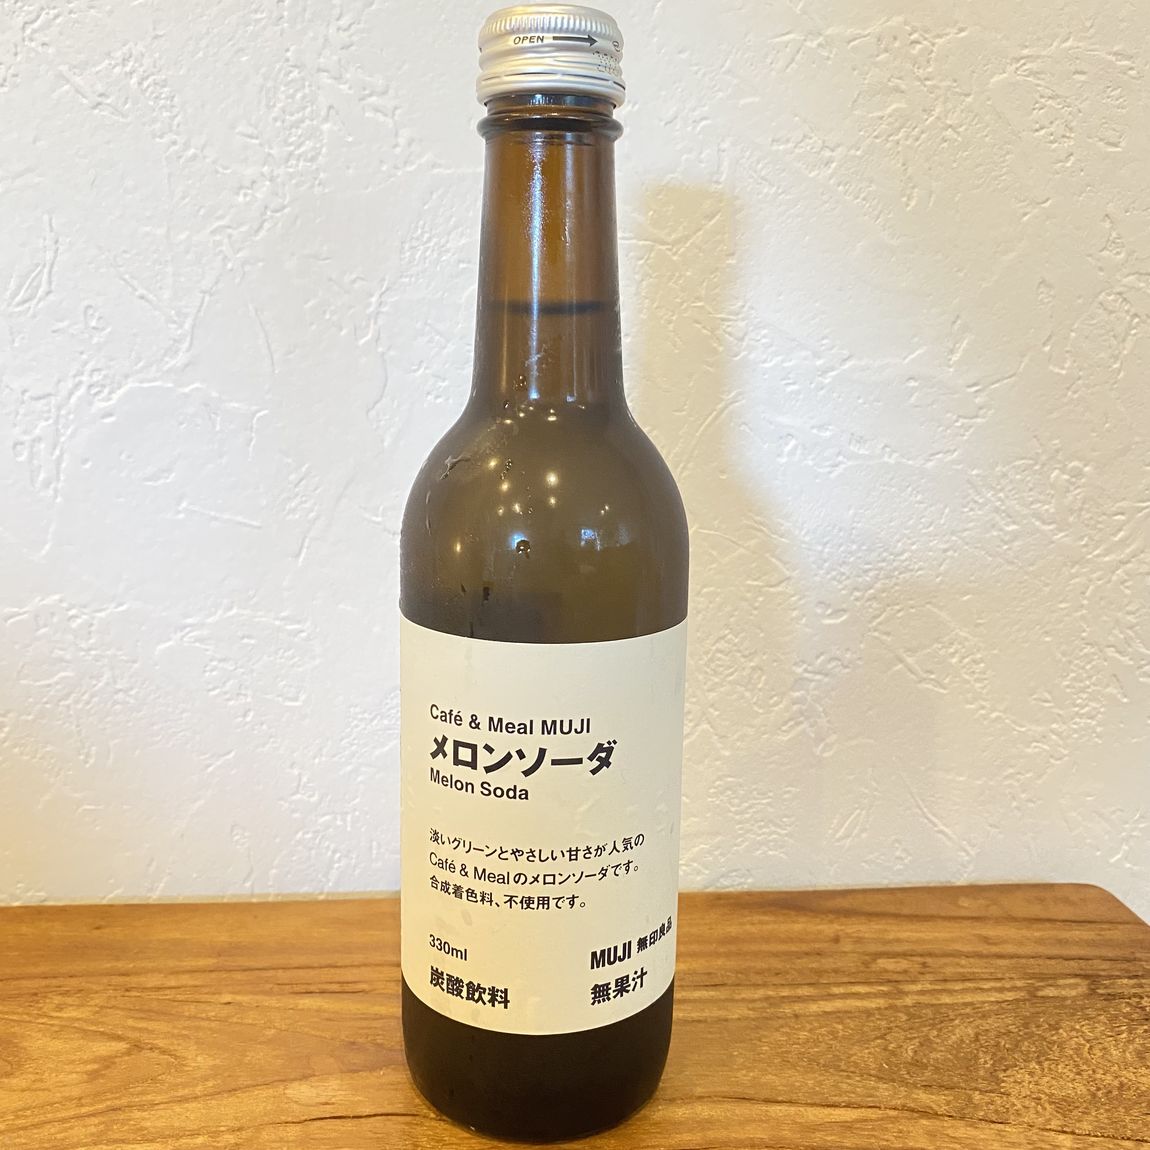 OPEN
Café & Meal MUJI
メロンソーダ
Melon Soda
淡いグリーンとやさしい甘さが人気の
Café & Mealのメロンソーダです。
合成着色料、不使用です。
330ml
MUJI 無印良品
炭酸飲料
無果汁